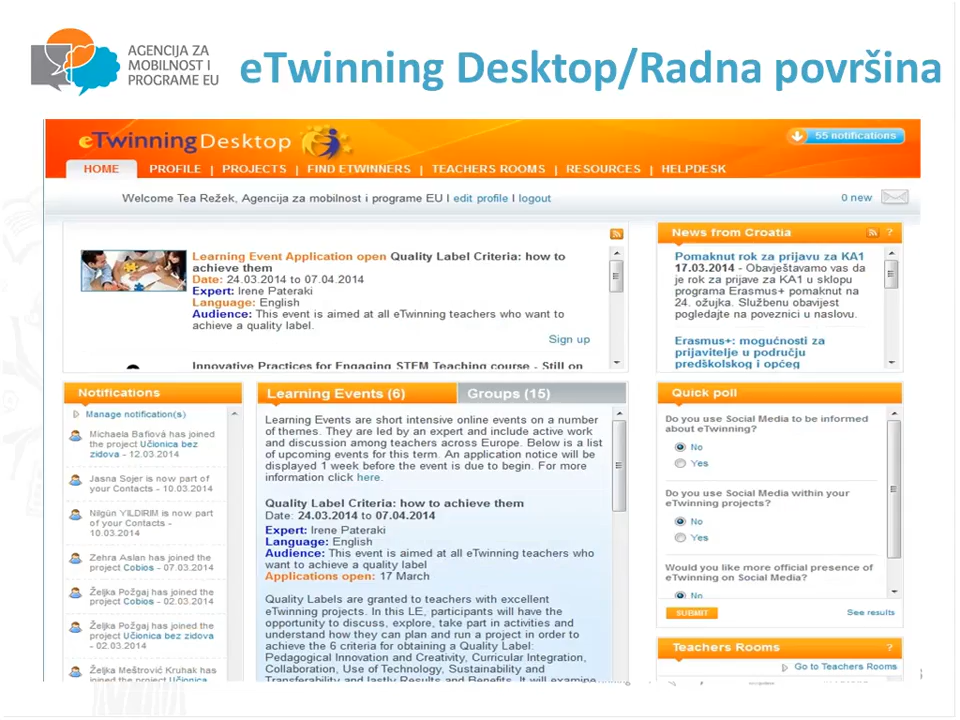 AGENCIJA ZA
MOBILNOST I
PROGRAME EU
eTwinning Desktop/Radna površina
eTwinning Desktop
55 notifications
HOME PROFILE | PROJECTS | FIND ETWINNERS | TEACHERS ROOMS | RESOURCES | HELPDESK
Welcome Tea Režek, Agencija za mobilnost i programe EU I edit profile I logout
0 new
Learning Event Application open Quality Label Criteria: how to
achieve them
Date: 24.03.2014 to 07.04.2014
Expert: Irene Pateraki
Language: English
Audience: This event is aimed at all eTwinning teachers who want to
achieve a quality label.
Sign up
Innovative Practices for Engaging STEM Teaching course - Still on
News from Croatia ?
Pomaknut rok za prijavu za KA1
17.03.2014 - Obavještavamo vas da
je rok za prijave za KA1 u sklopu
programa Erasmus+ pomaknut na
24. ožujka. Službenu obavijest
pogledajte na poveznici u naslovu.
Erasmus+: mogućnosti za
prijavitelje u području
predškolskog i općeg
Notifications
Manage notification(s)
Michaela Bafiová has joined
the project Učionica bez
zidova - 12.03.2014
Jasna Sojer is now part of
your Contacts - 10.03.2014
Nilgün YILDIRIM is now part
of your Contacts -
10.03.2014
Zehra Aslan has joined the
project Cobios - 07.03.2014
Željka Požgaj has joined the
project Cobios - 02.03.2014
Željka Požgaj has joined the
project Učionica bez zidova
- 02.03.2014
Željka Meštrović Kruhak has
joined the project Učionica
Learning Events (6)
Groups (15)
Learning Events are short intensive online events on a number
of themes. They are led by an expert and include active work
and discussion among teachers across Europe. Below is a list
of upcoming events for this term. An application notice will be
displayed 1 week before the event is due to begin. For more
information click here.
Quality Label Criteria: how to achieve them
Date: 24.03.2014 to 07.04.2014
Expert: Irene Pateraki
Language: English
Audience: This event is aimed at all eTwinning teachers who
want to achieve a quality label
Applications open: 17 March
Quality Labels are granted to teachers with excellent
eTwinning projects. In this LE, participants will have the
opportunity to discuss, explore, take part in activities and
understand how they can plan and run a project in order to
achieve the 6 criteria for obtaining a Quality Label:
Pedagogical Innovation and Creativity, Curricular Integration,
Collaboration, Use of Technology, Sustainability and
Transferability and lastly Results and Benefits. It will examine
Quick poll
Do you use Social Media to be informed
about eTwinning?
No
Yes
Do you use Social Media within your
eTwinning projects?
No
Yes
Would you like more official presence of
eTwinning on Social Media?
No
SUBMIT
See results
Teachers Rooms ?
Go to Teachers Rooms